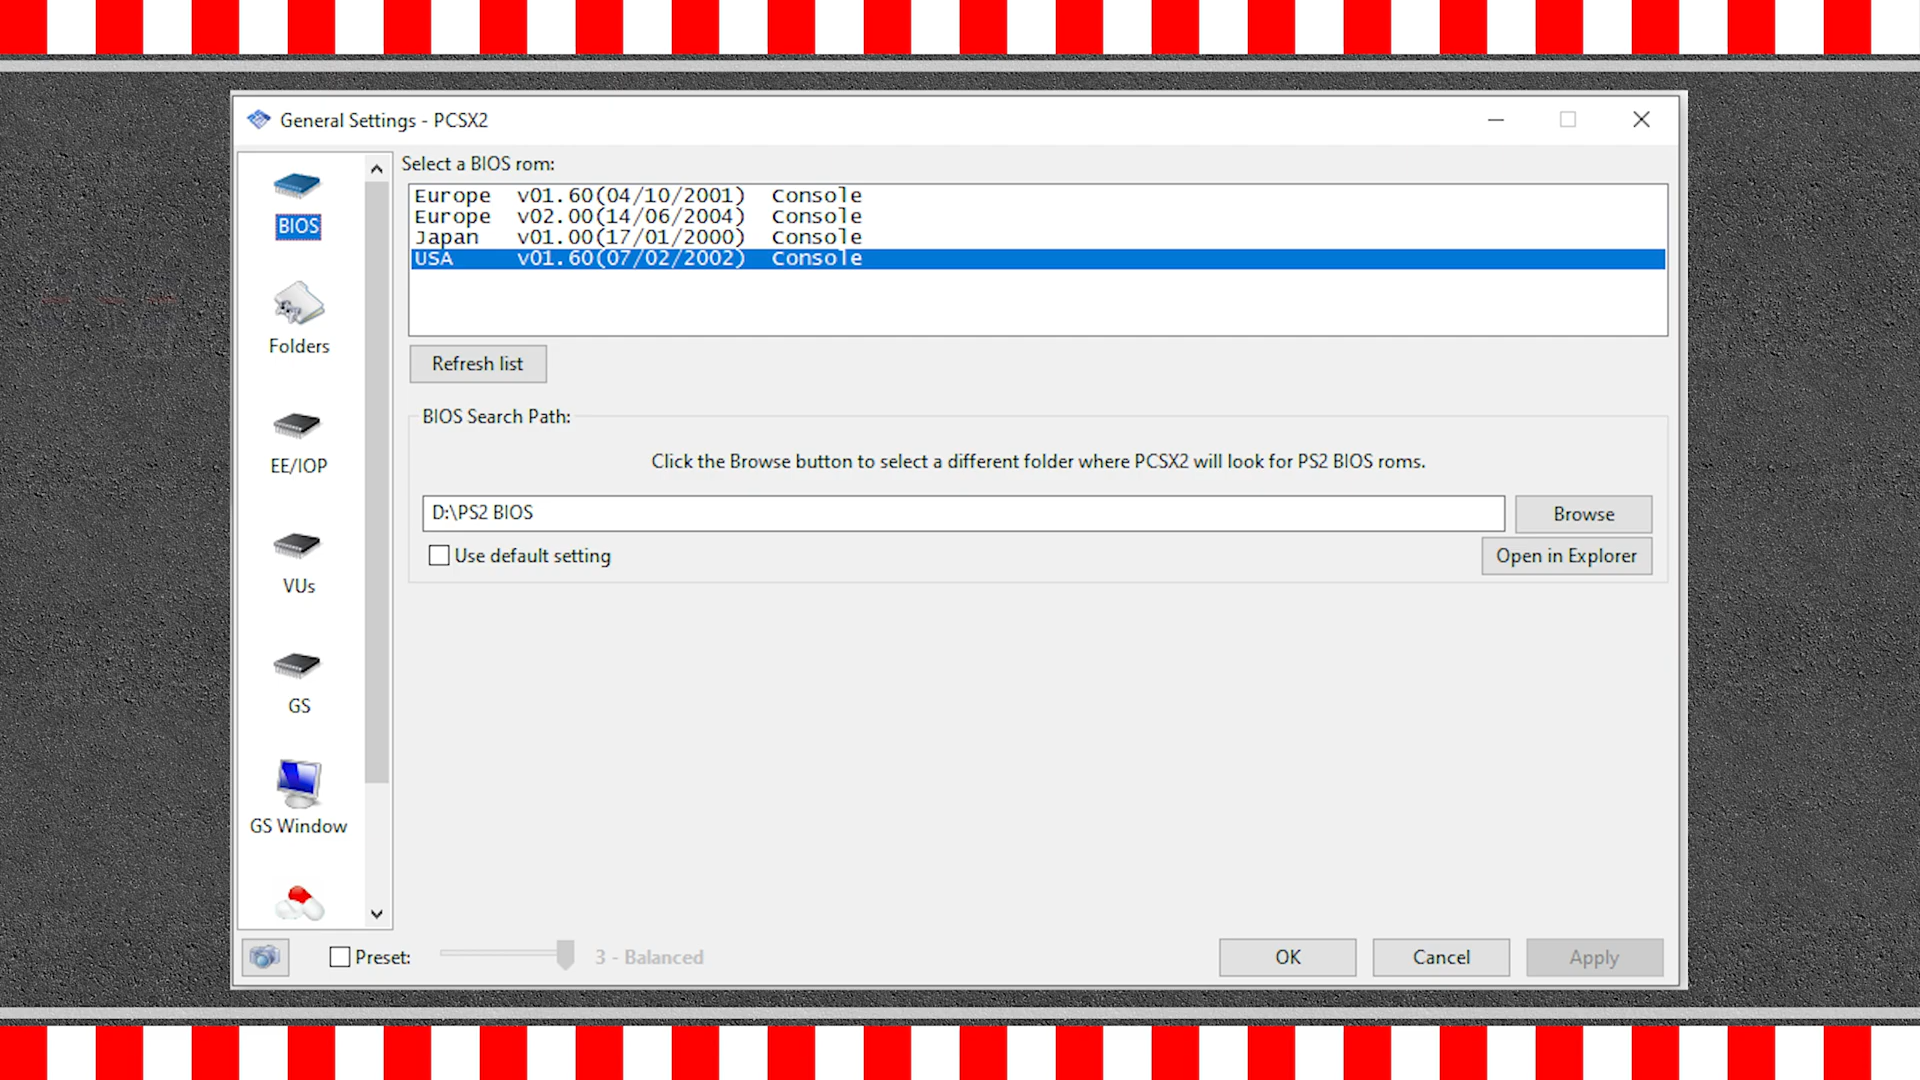 General Settings - PCSX2
Select a BIOS rom:
Europe v01.60(04/10/2001) Console
Europe v02.00(14/06/2004) Console
Japan v01.00(17/01/2000) Console
USA v01.60(07/02/2002) Console
Refresh list
BIOS Search Path:
Click the Browse button to select a different folder where PCSX2 will look for PS2 BIOS roms.
D:\PS2 BIOS
Browse
Use default setting
Open in Explorer
BIOS
Folders
EE/IOP
VUs
GS
GS Window
Preset:
3 - Balanced
OK
Cancel
Apply